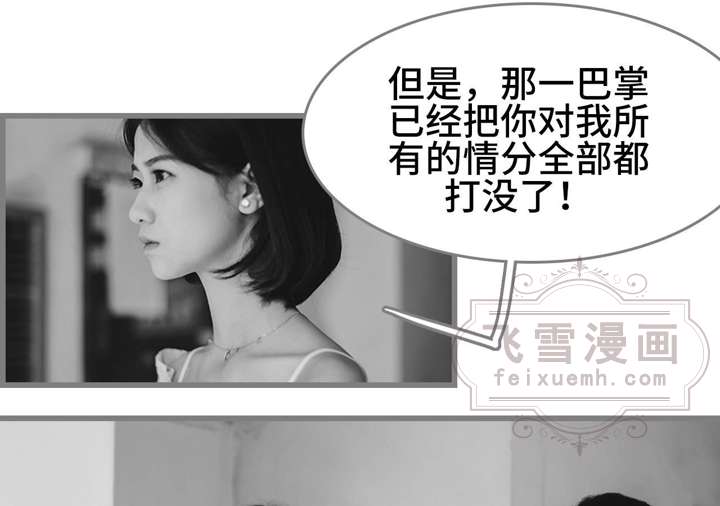 但是，那一巴掌
已经把你对我所
有的情分全部都
打没了！
飞雪漫画
feixuemh.com